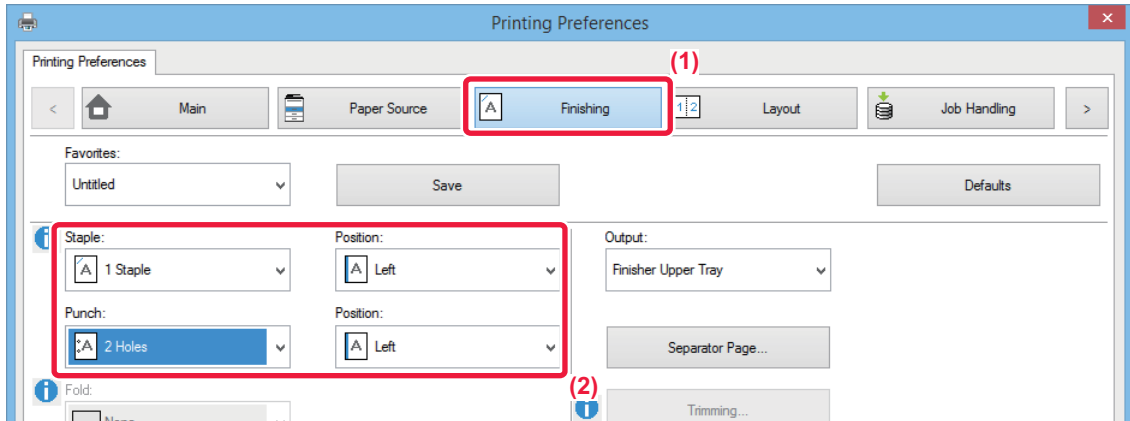 Printing Preferences
Printing Preferences
(1)
< Main Paper Source Finishing 1 2 Layout Job Handling >
Favorites:
Untitled Save Defaults
Staple: Position: Output:
1 Staple Left Finisher Upper Tray
Punch: Position:
2 Holes Left Separator Page...
(2)
Fold:
None Trimming...